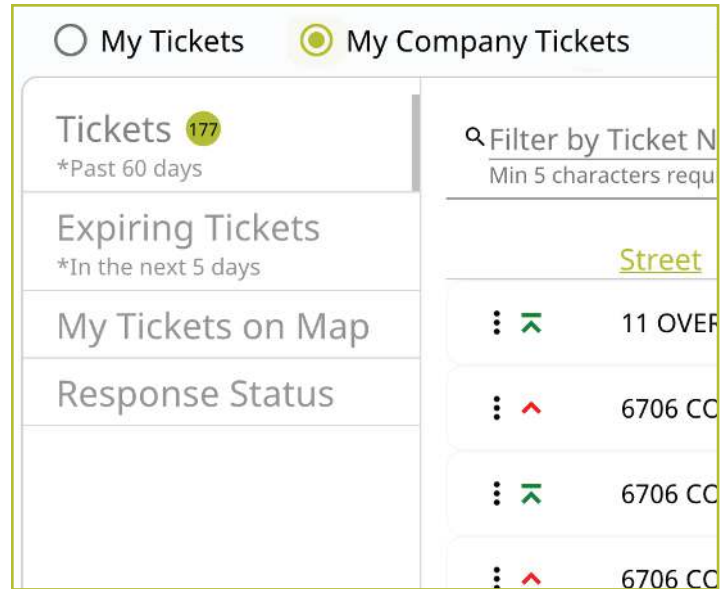 My Tickets
My Company Tickets
Tickets 177
*Past 60 days
Expiring Tickets
*In the next 5 days
My Tickets on Map
Response Status
Filter by Ticket N
Min 5 characters requ
Street
11 OVER
6706 CO
6706 CO
6706 CO